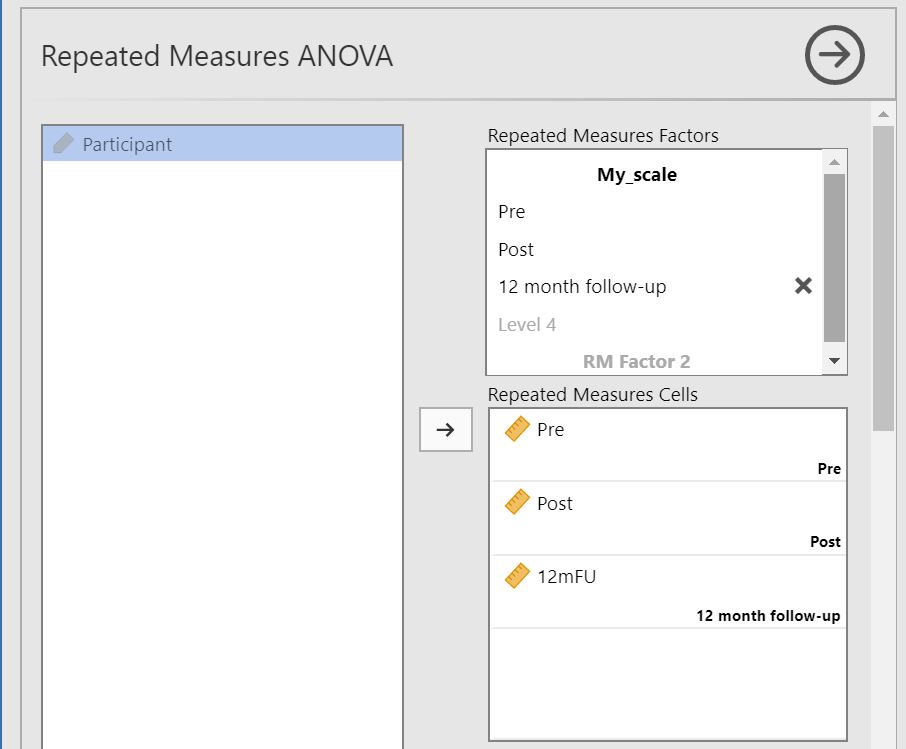 Repeated Measures ANOVA
Participant
Repeated Measures Factors
My_scale
Pre
Post
12 month follow-up
Level 4
RM Factor 2
Repeated Measures Cells
Pre
Pre
Post
Post
12mFU
12 month follow-up